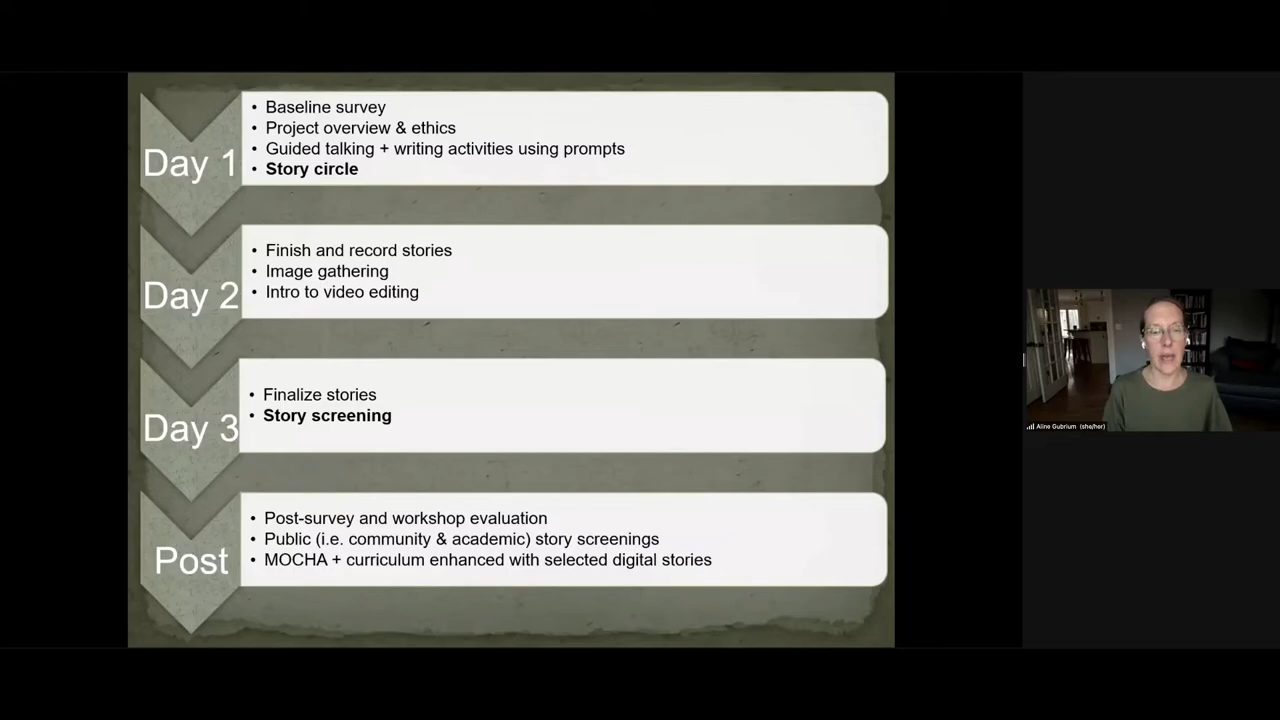 Day 1
• Baseline survey
• Project overview & ethics
• Guided talking + writing activities using prompts
• Story circle
Day 2
• Finish and record stories
• Image gathering
• Intro to video editing
Day 3
• Finalize stories
• Story screening
Post
• Post-survey and workshop evaluation
• Public (i.e. community & academic) story screenings
• MOCHA + curriculum enhanced with selected digital stories
Aline Gubrium (she/her)